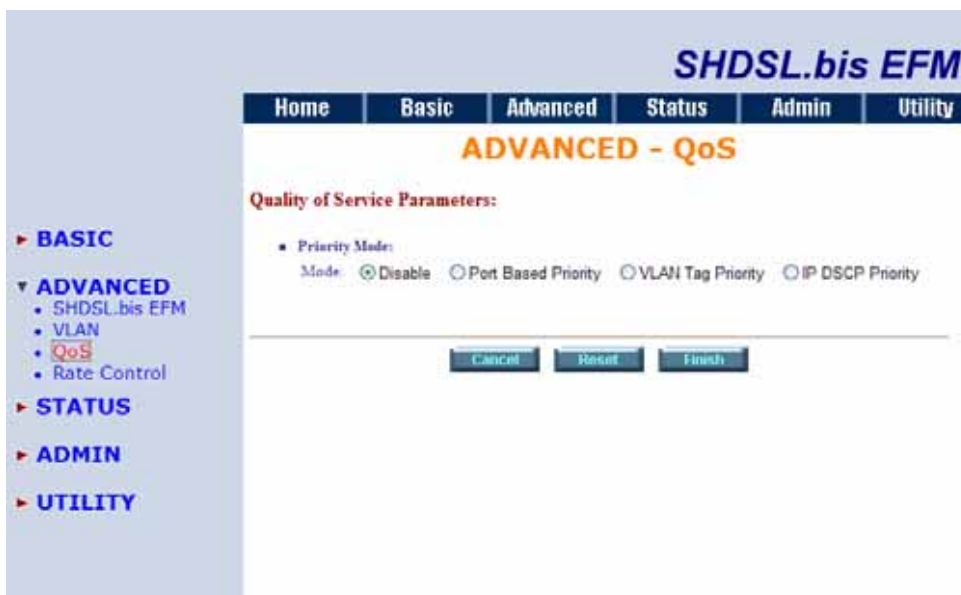 SHDSL.bis EFM
Home Basic Advanced Status Admin Utility
ADVANCED - QoS
Quality of Service Parameters:
Priority Mode:
Mode: Disable Port Based Priority VLAN Tag Priority IP DSCP Priority
Cancel Reset Finish
BASIC
ADVANCED
SHDSL.bis EFM
VLAN
QoS
Rate Control
STATUS
ADMIN
UTILITY